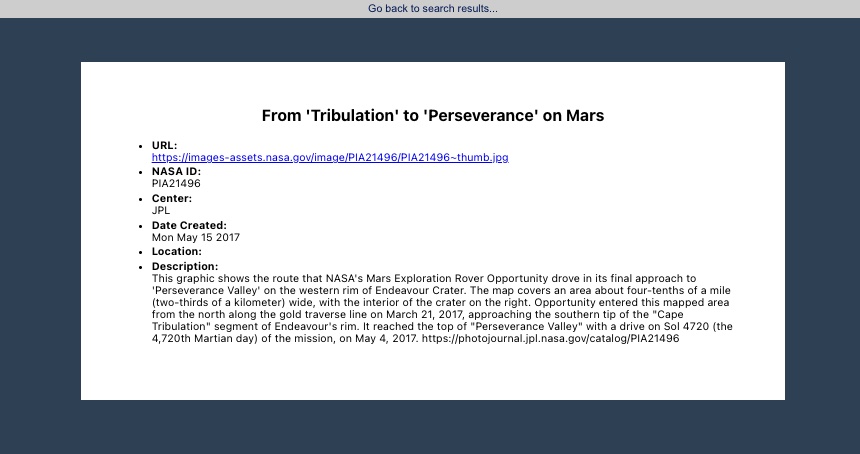 Go back to search results...
From 'Tribulation' to 'Perseverance' on Mars
• URL:
https://images-assets.nasa.gov/image/PIA21496/PIA21496~thumb.jpg
• NASA ID:
PIA21496
• Center:
JPL
• Date Created:
Mon May 15 2017
• Location:
• Description:
This graphic shows the route that NASA's Mars Exploration Rover Opportunity drove in its final approach to
'Perseverance Valley' on the western rim of Endeavour Crater. The map covers an area about four-tenths of a mile
(two-thirds of a kilometer) wide, with the interior of the crater on the right. Opportunity entered this mapped area
from the north along the gold traverse line on March 21, 2017, approaching the southern tip of the "Cape
Tribulation" segment of Endeavour's rim. It reached the top of "Perseverance Valley" with a drive on Sol 4720 (the
4,720th Martian day) of the mission, on May 4, 2017. https://photojournal.jpl.nasa.gov/catalog/PIA21496